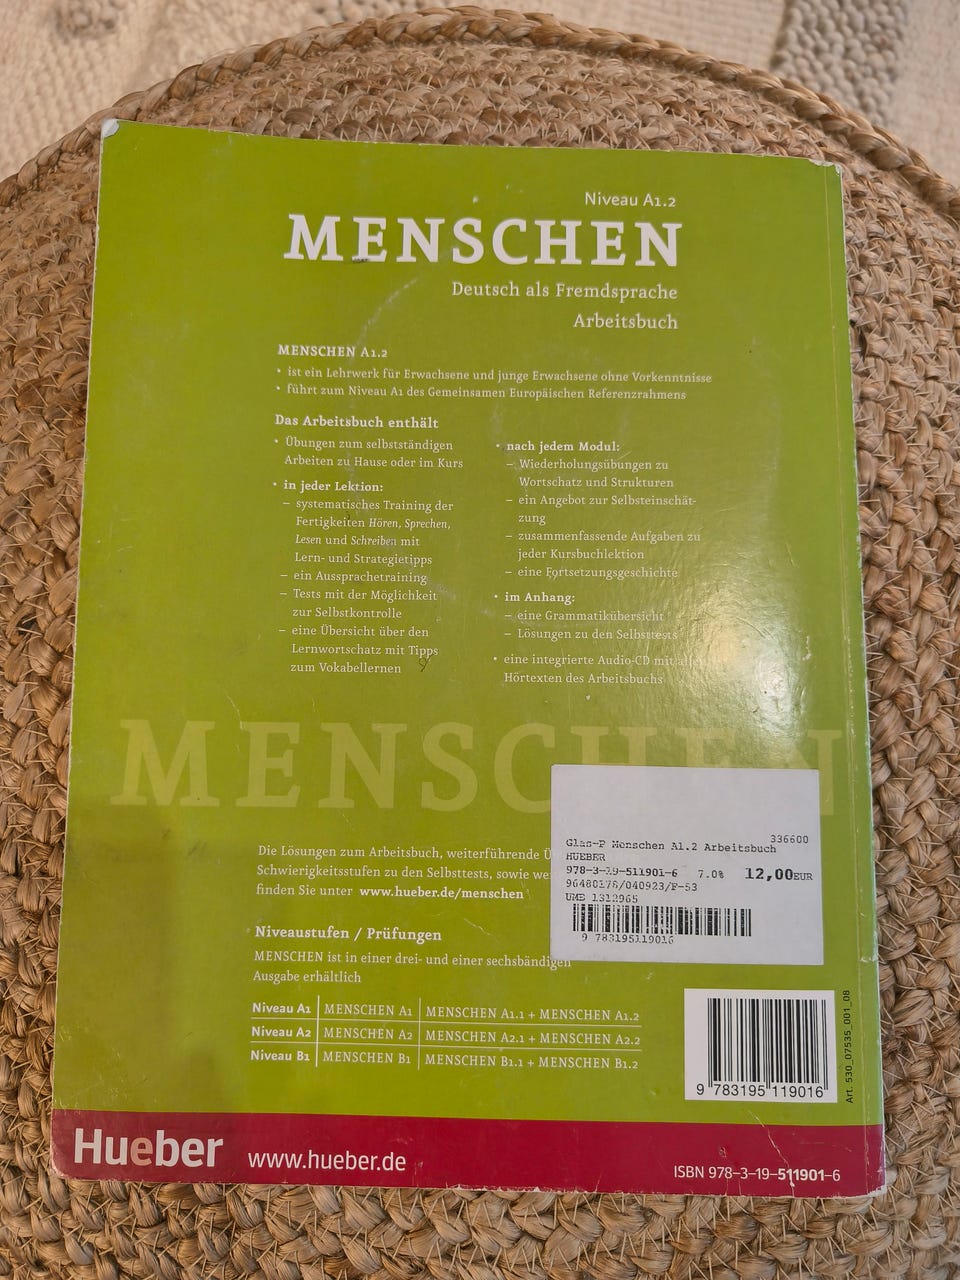 Niveau A1.2
MENSCHEN
Deutsch als Fremdsprache
Arbeitsbuch
MENSCHEN A1.2
• ist ein Lehrwerk für Erwachsene und junge Erwachsene ohne Vorkenntnisse
• führt zum Niveau A1 des Gemeinsamen Europäischen Referenzrahmens
Das Arbeitsbuch enthält
• Übungen zum selbstständigen
Arbeiten zu Hause oder im Kurs
• in jeder Lektion:
– systematisches Training der
Fertigkeiten Hören, Sprechen,
Lesen und Schreiben mit
Lern- und Strategietipps
– ein Aussprachetraining
– Tests mit der Möglichkeit
zur Selbstkontrolle
– eine Übersicht über den
Lernwortschatz mit Tipps
zum Vokabellernen
• nach jedem Modul:
– Wiederholungsübungen zu
Wortschatz und Strukturen
– ein Angebot zur Selbsteinschät-
zung
– zusammenfassende Aufgaben zu
jeder Kursbuchlektion
– eine Fortsetzungsgeschichte
• im Anhang:
– eine Grammatikübersicht
– Lösungen zu den Selbsttests
• eine integrierte Audio-CD mit allen
Hörtexten des Arbeitsbuchs
MENSCHEN
336600
Glas-P Menschen A1.2 Arbeitsbuch
HUEBER
978-3-19-511901-6 7.0% 12,00EUR
96480176/040923/F-53
UME 1312965
9 783195119016
Die Lösungen zum Arbeitsbuch, weiterführende
Schwierigkeitsstufen zu den Selbsttests, sowie
finden Sie unter www.hueber.de/menschen
Niveaustufen / Prüfungen
MENSCHEN ist in einer drei- und einer sechsbändigen
Ausgabe erhältlich
Niveau A1 MENSCHEN A1 MENSCHEN A1.1 + MENSCHEN A1.2
Niveau A2 MENSCHEN A2 MENSCHEN A2.1 + MENSCHEN A2.2
Niveau B1 MENSCHEN B1 MENSCHEN B1.1 + MENSCHEN B1.2
9 783195 119016
Art. 530_07535_001_08
Hueber www.hueber.de
ISBN 978–3–19–511901–6